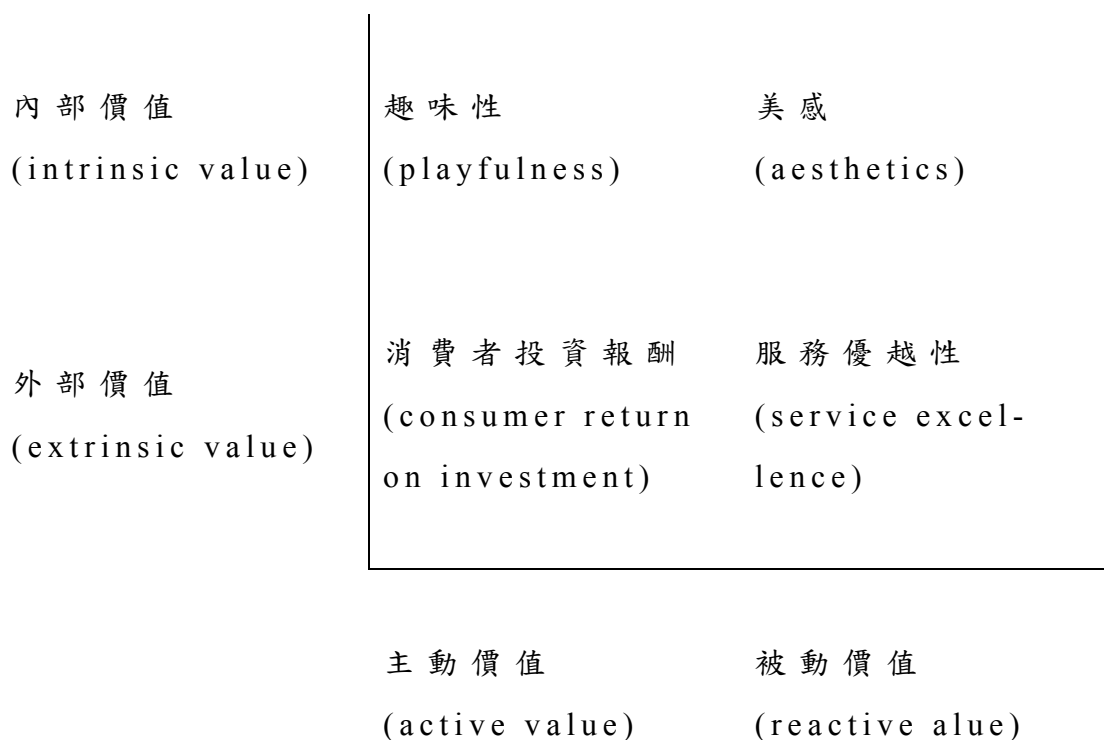 內部價值
(intrinsic value)
趣味性
(playfulness)
美感
(aesthetics)
外部價值
(extrinsic value)
消費者投資報酬
(consumer return
on investment)
服務優越性
(service excel-
lence)
主動價值
(active value)
被動價值
(reactive alue)